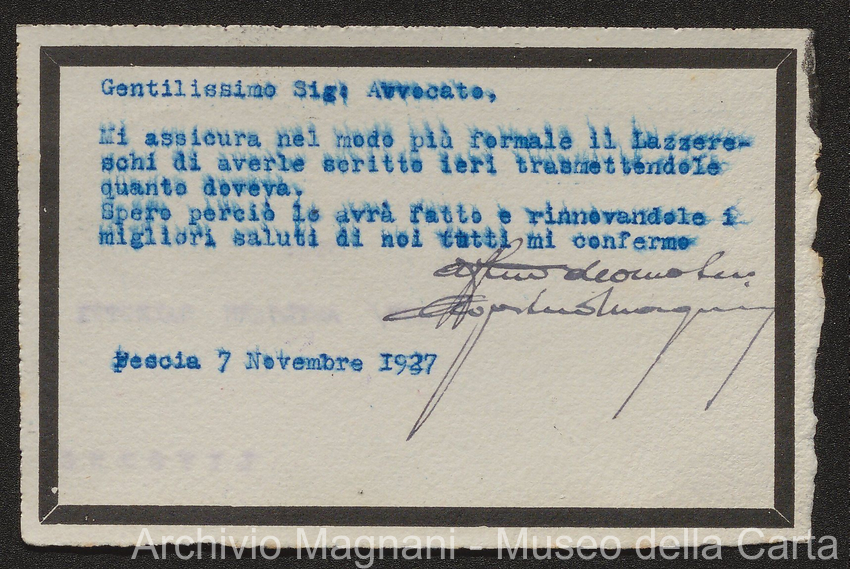 Gentilissimo Sig: Avvocato,
Mi assicura nel modo più formale il Lazzere-
schi di averle scritto ieri trasmettendole
quanto doveva.
Spero perciò lo avrà fatto e rinnovandole i
migliori saluti di noi tutti mi confermo
Pescia 7 Novembre 1927
Archivio Magnani - Museo della Carta